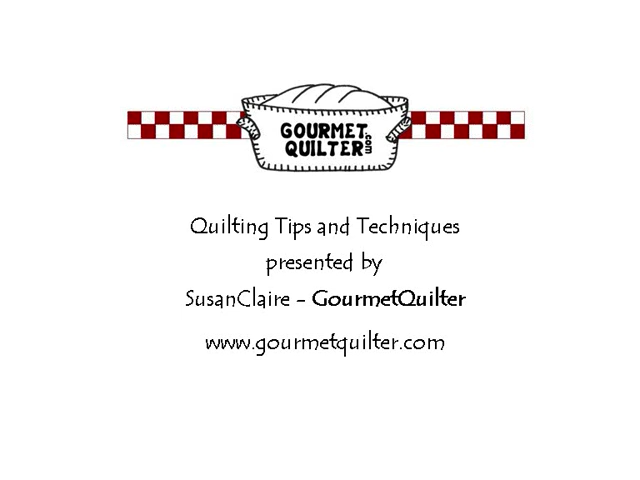 GOURMET
QUILTER.com
Quilting Tips and Techniques
presented by
SusanClaire - GourmetQuilter
www.gourmetquilter.com